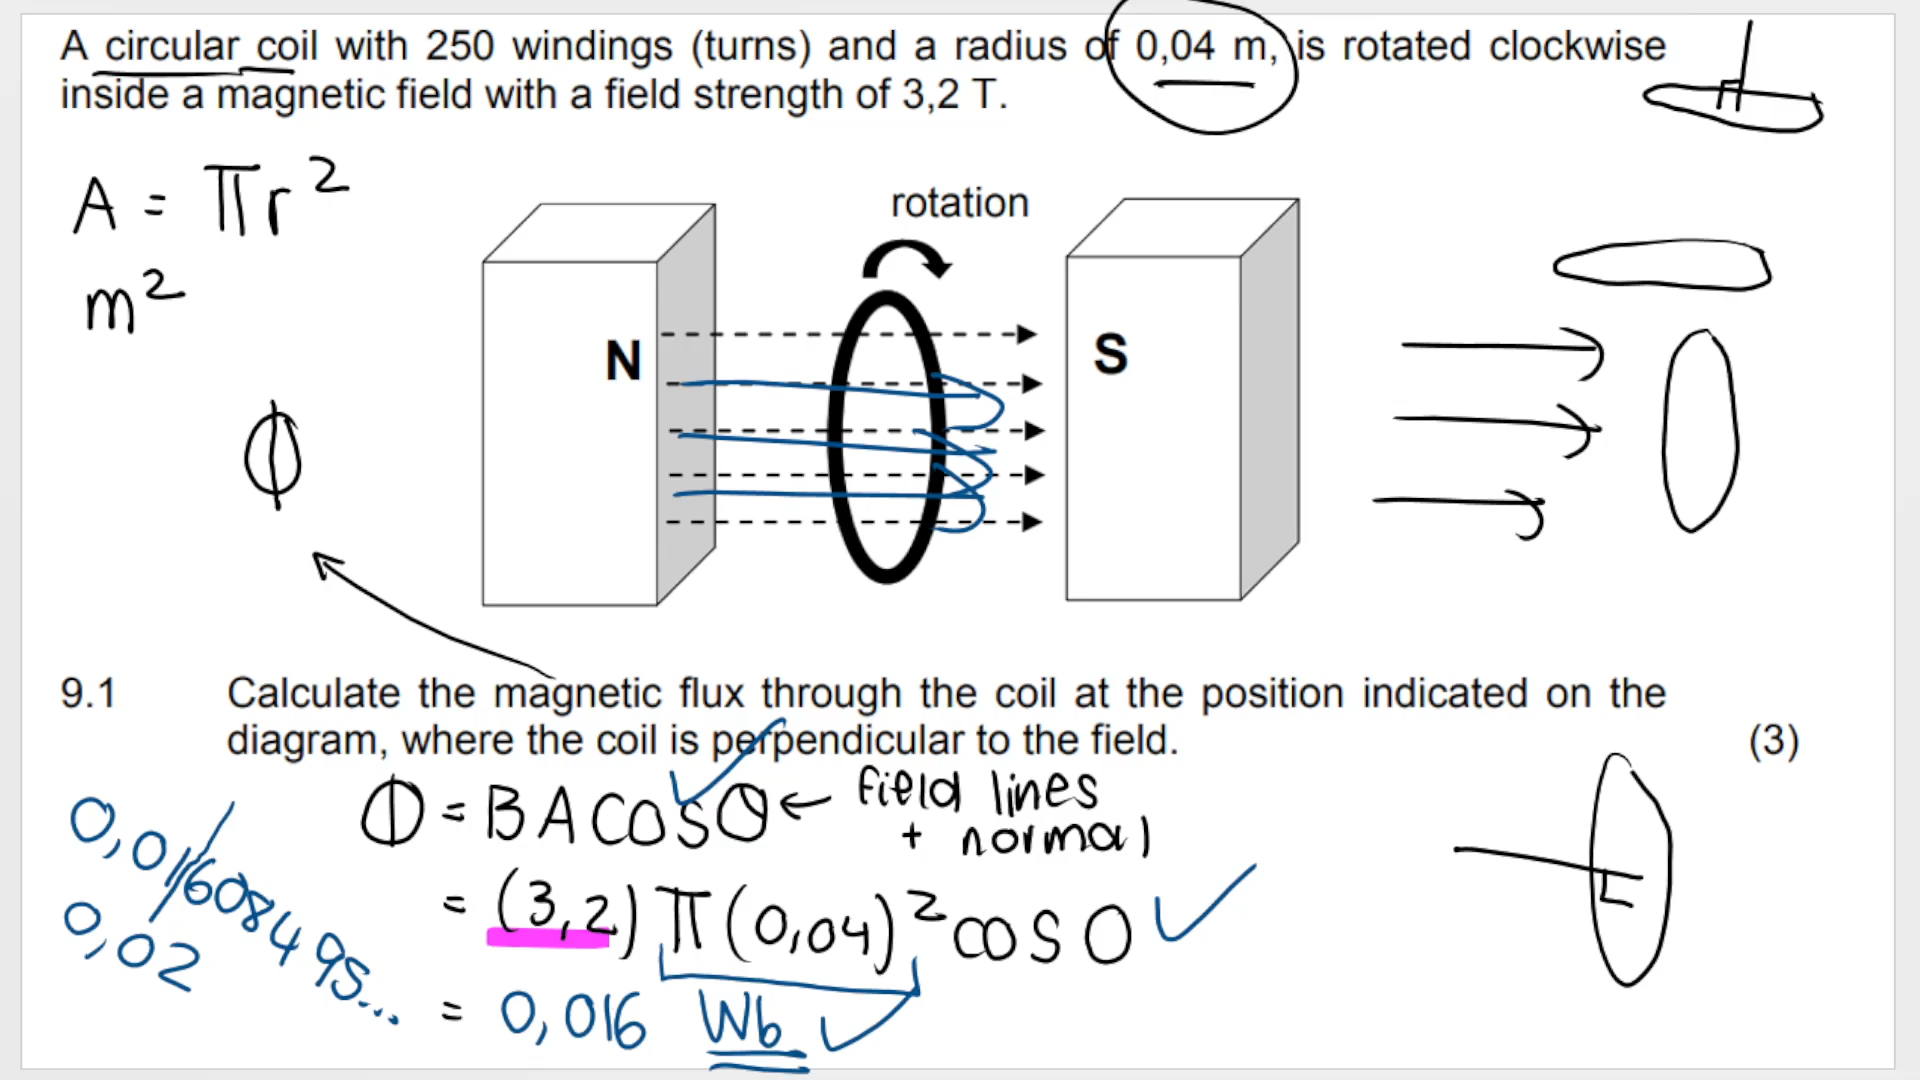 A circular coil with 250 windings (turns) and a radius of 0,04 m, is rotated clockwise
inside a magnetic field with a field strength of 3,2 T.
A = πr²
m²
rotation
N
S
Φ
9.1 Calculate the magnetic flux through the coil at the position indicated on the
diagram, where the coil is perpendicular to the field. (3)
Φ = BAcosθ ← field lines
+ normal
= (3,2) π (0,04)² cos 0
= 0,016 Wb
0,01608495...
0,02